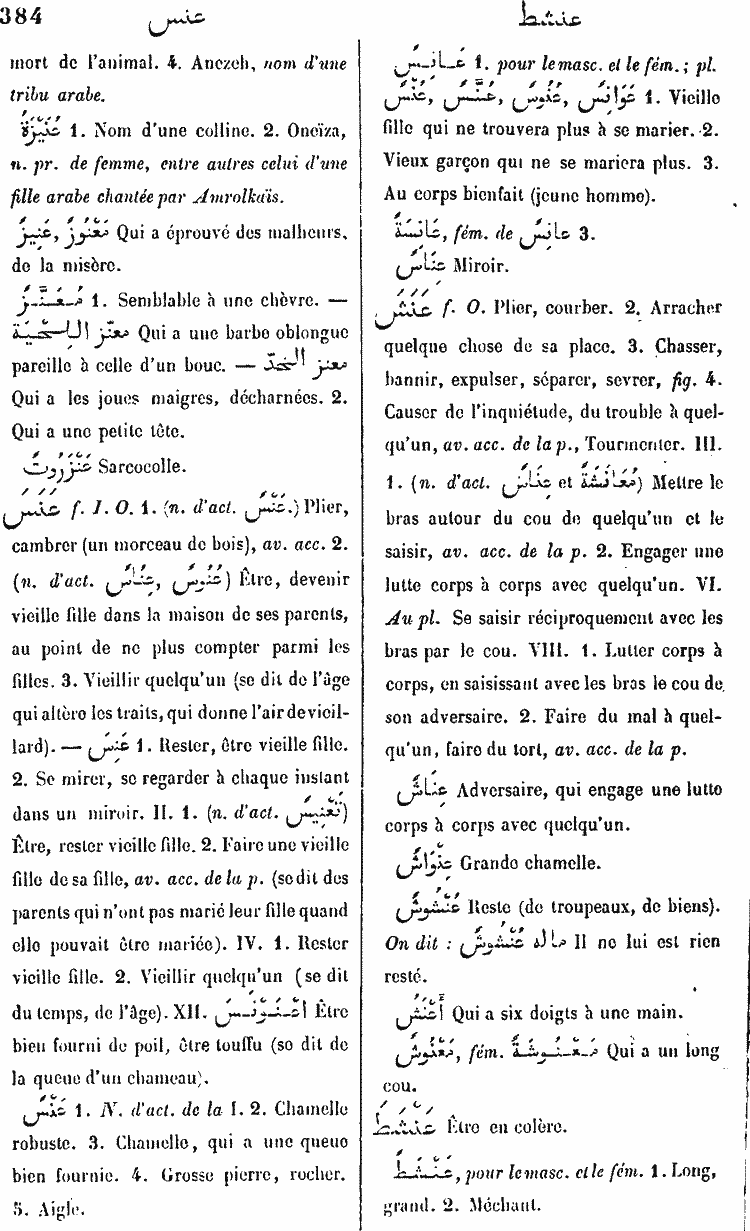 384 عنس عنشط
mort de l'animal. 4. Anezeh, nom d'une
tribu arabe.
عُنَيْزَةٌ 1. Nom d'une colline. 2. Oneïza,
n. pr. de femme, entre autres celui d'une
fille arabe chantée par Amrolkaïs.
مَعْنُوزٌ, عَنِيزٌ Qui a éprouvé des malheurs,
de la misère.
مُعَنَّزٌ 1. Semblable à une chèvre. —
معنّز اللحية Qui a une barbe oblongue
pareille à celle d'un bouc. — معنز الخدّ
Qui a les joues maigres, décharnées. 2.
Qui a une petite tête.
عَنْزَرُوتٌ Sarcocolle.
عَنَسَ f. I. O. 1. (n. d'act. عَنْسٌ.) Plier,
cambrer (un morceau de bois), av. acc. 2.
(n. d'act. عُنُوسٌ, عِنَاسٌ) Être, devenir
vieille fille dans la maison de ses parents,
au point de ne plus compter parmi les
filles. 3. Vieillir quelqu'un (se dit de l'âge
qui altère les traits, qui donne l'air de vieil-
lard). — عَنِسَ 1. Rester, être vieille fille.
2. Se mirer, se regarder à chaque instant
dans un miroir. II. 1. (n. d'act. تَعْنِيسٌ)
Être, rester vieille fille. 2. Faire une vieille
fille de sa fille, av. acc. de la p. (se dit des
parents qui n'ont pas marié leur fille quand
elle pouvait être mariée). IV. 1. Rester
vieille fille. 2. Vieillir quelqu'un (se dit
du temps, de l'âge). XII. اعْنَوْنَسَ Être
bien fourni de poil, être touffu (se dit de
la queue d'un chameau).
عَنْسٌ 1. N. d'act. de la I. 2. Chamelle
robuste. 3. Chamelle, qui a une queue
bien fournie. 4. Grosse pierre, rocher.
5. Aigle.
عَانِسٌ 1. pour le masc. et le fém.; pl.
عَوَانِسُ, عُنُوسٌ, عُنَّسٌ, عُنْسٌ 1. Vieille
fille qui ne trouvera plus à se marier. 2.
Vieux garçon qui ne se mariera plus. 3.
Au corps bienfait (jeune homme).
عَانِسَةٌ, fém. de عانِسٌ 3.
عِنَاسٌ Miroir.
عَنَشَ f. O. Plier, courber. 2. Arracher
quelque chose de sa place. 3. Chasser,
bannir, expulser, séparer, sevrer, fig. 4.
Causer de l'inquiétude, du trouble à quel-
qu'un, av. acc. de la p., Tourmenter. III.
1. (n. d'act. عِنَاشٌ et مُعَانَشَةٌ) Mettre le
bras autour du cou de quelqu'un et le
saisir, av. acc. de la p. 2. Engager une
lutte corps à corps avec quelqu'un. VI.
Au pl. Se saisir réciproquement avec les
bras par le cou. VIII. 1. Lutter corps à
corps, en saisissant avec les bras le cou de
son adversaire. 2. Faire du mal à quel-
qu'un, faire du tort, av. acc. de la p.
عِنَاشٌ Adversaire, qui engage une lutte
corps à corps avec quelqu'un.
عِنْوَاشٌ Grande chamelle.
عُنْشُوشٌ Reste (de troupeaux, de biens).
On dit : ماله عُنْشُوشٌ Il ne lui est rien
resté.
أَعْنَشُ Qui a six doigts à une main.
مَعْنُوشٌ, fém. مَعْنُوشَةٌ Qui a un long
cou.
عَنْشَطَ Être en colère.
عَنْشَطٌ, pour le masc. et le fém. 1. Long,
grand. 2. Méchant.